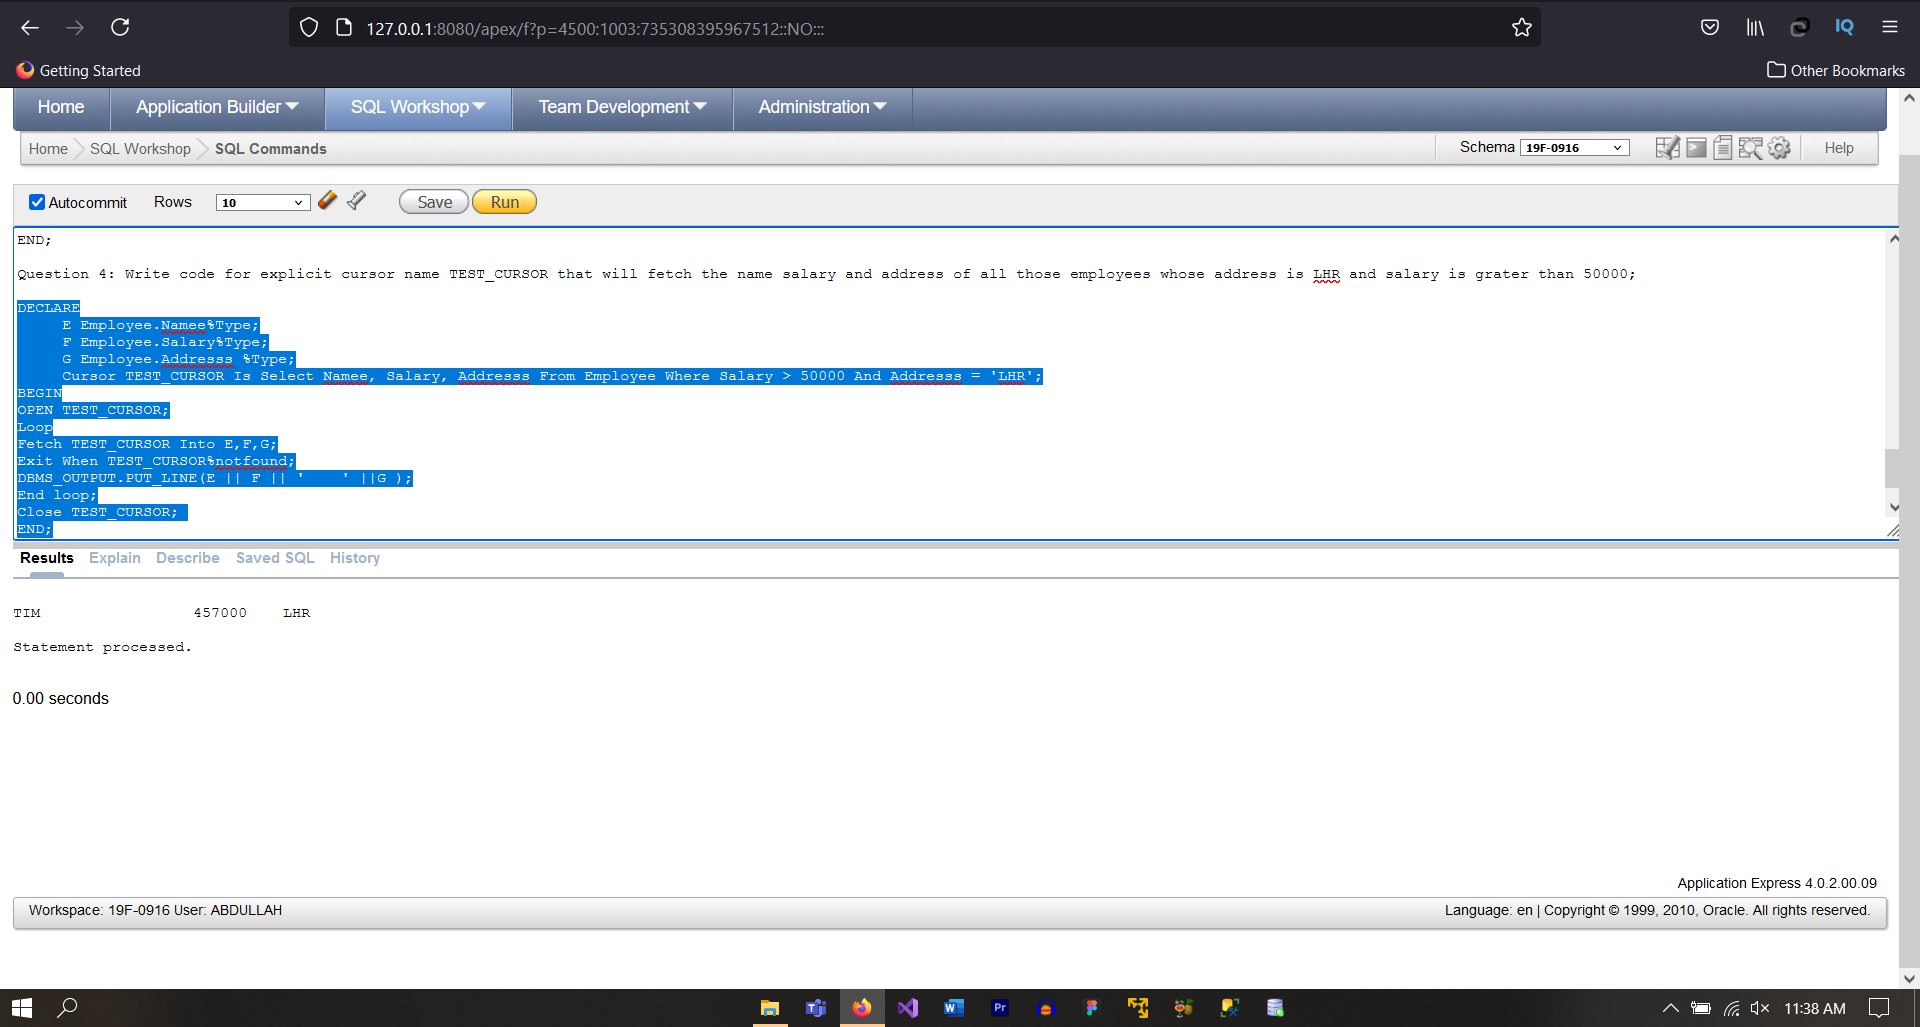 127.0.0.1:8080/apex/f?p=4500:1003:735308395967512::NO:::
IQ
Getting Started
Other Bookmarks
Home Application Builder SQL Workshop Team Development Administration
Home SQL Workshop SQL Commands
Schema 19F-0916 Help
Autocommit Rows 10 Save Run
END;
Question 4: Write code for explicit cursor name TEST_CURSOR that will fetch the name salary and address of all those employees whose address is LHR and salary is grater than 50000;
DECLARE
E Employee.Namee%Type;
F Employee.Salary%Type;
G Employee.Addresss %Type;
Cursor TEST_CURSOR Is Select Namee, Salary, Addresss From Employee Where Salary > 50000 And Addresss = 'LHR';
BEGIN
OPEN TEST_CURSOR;
Loop
Fetch TEST_CURSOR Into E,F,G;
Exit When TEST_CURSOR%notfound;
DBMS_OUTPUT.PUT_LINE(E || F || '    ' ||G );
End loop;
Close TEST_CURSOR;
END;
Results Explain Describe Saved SQL History
TIM 457000 LHR
Statement processed.
0.00 seconds
Application Express 4.0.2.00.09
Workspace: 19F-0916 User: ABDULLAH
Language: en | Copyright © 1999, 2010, Oracle. All rights reserved.
W Pr
11:38 AM